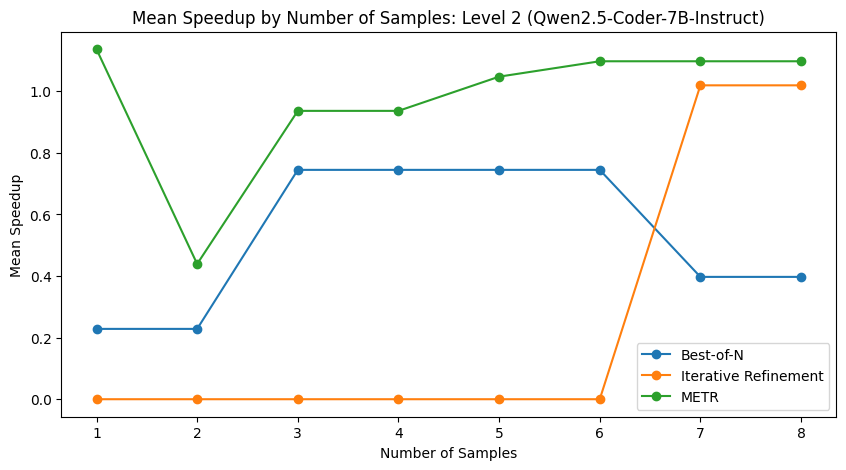 Mean Speedup by Number of Samples: Level 2 (Qwen2.5-Coder-7B-Instruct)
Mean Speedup
1.0
0.8
0.6
0.4
0.2
0.0
Best-of-N
Iterative Refinement
METR
1 2 3 4 5 6 7 8
Number of Samples